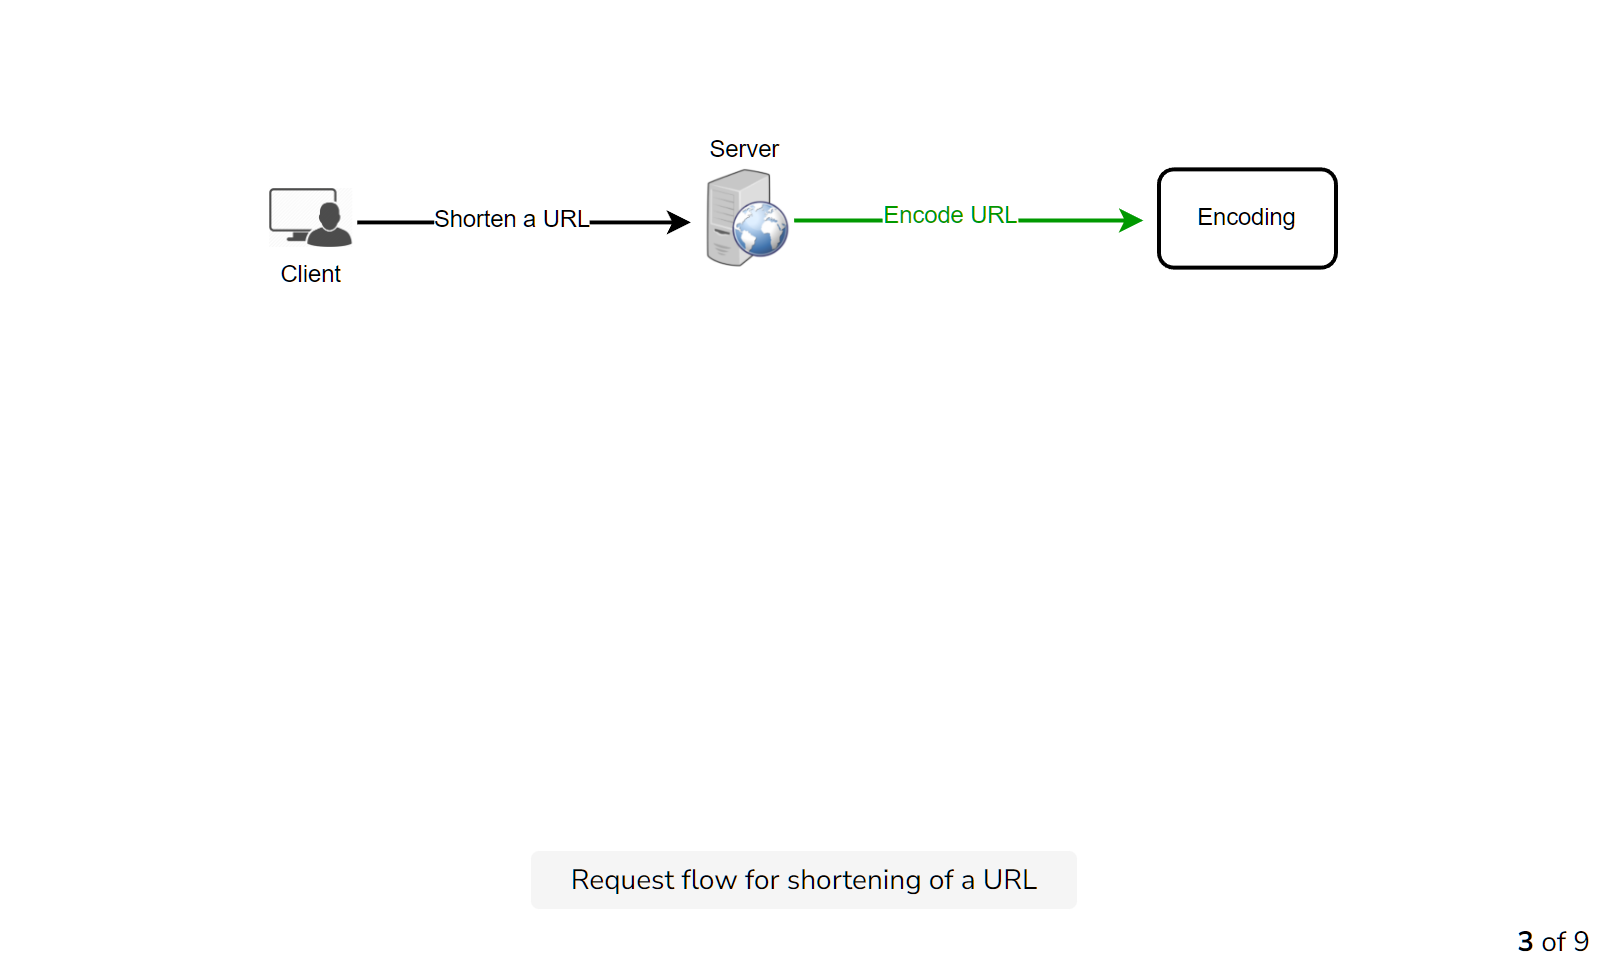 Server
Shorten a URL
Encode URL
Encoding
Client
Request flow for shortening of a URL
3 of 9